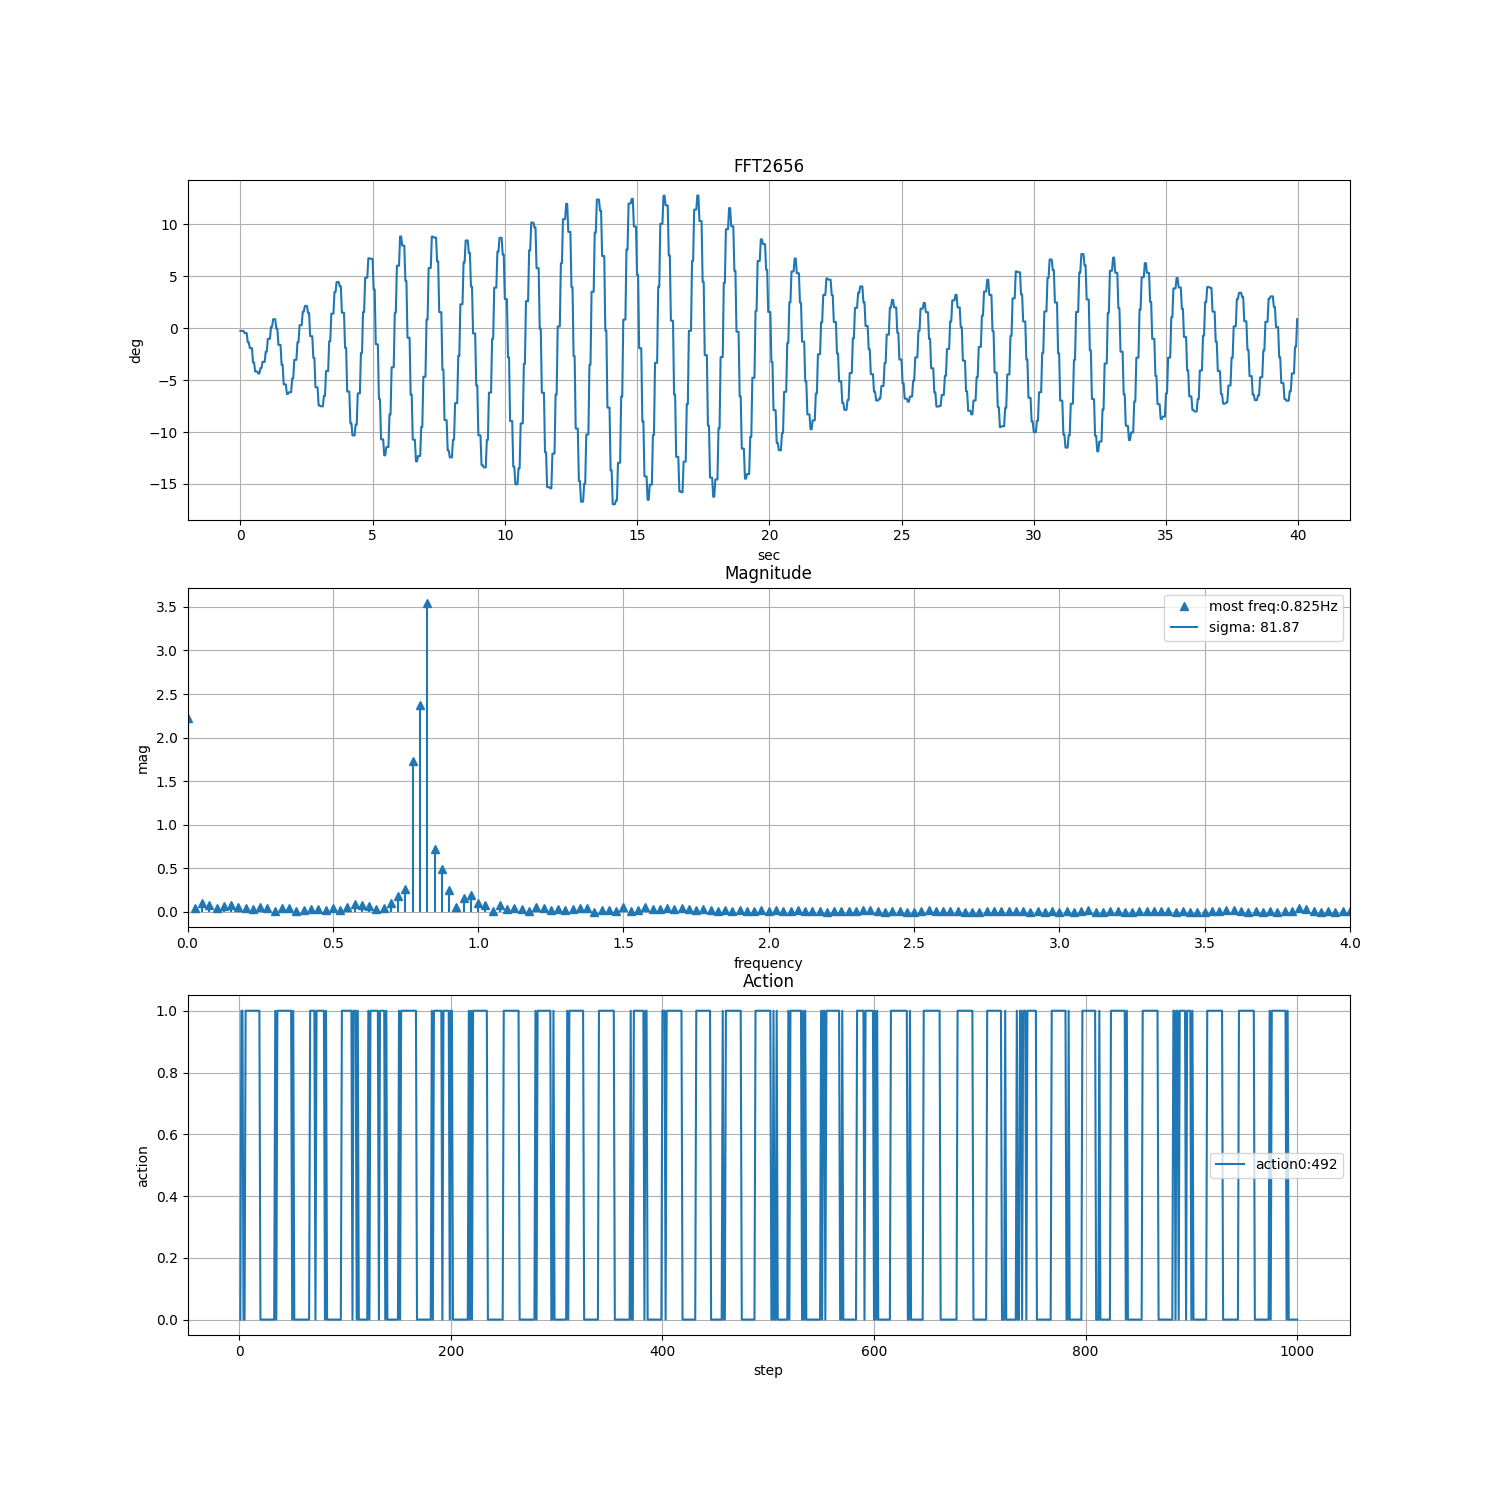 FFT2656
10
5
0
−5
−10
−15
deg
0 5 10 15 20 25 30 35 40
sec
Magnitude
3.5
3.0
2.5
2.0
1.5
1.0
0.5
0.0
mag
most freq:0.825Hz
sigma: 81.87
0.0 0.5 1.0 1.5 2.0 2.5 3.0 3.5 4.0
frequency
Action
1.0
0.8
0.6
0.4
0.2
0.0
action
action0:492
0 200 400 600 800 1000
step